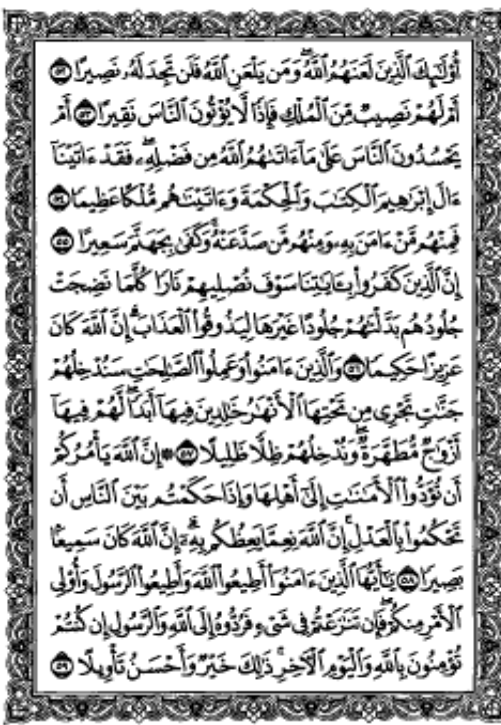 أُوْلَٰٓئِكَ ٱلَّذِينَ لَعَنَهُمُ ٱللَّهُۖ وَمَن يَلۡعَنِ ٱللَّهُ فَلَن تَجِدَ لَهُۥ نَصِيرًا ٥٢
أَمۡ لَهُمۡ نَصِيبٞ مِّنَ ٱلۡمُلۡكِ فَإِذٗا لَّا يُؤۡتُونَ ٱلنَّاسَ نَقِيرًا ٥٣ أَمۡ
يَحۡسُدُونَ ٱلنَّاسَ عَلَىٰ مَآ ءَاتَىٰهُمُ ٱللَّهُ مِن فَضۡلِهِۦۖ فَقَدۡ ءَاتَيۡنَآ
ءَالَ إِبۡرَٰهِيمَ ٱلۡكِتَٰبَ وَٱلۡحِكۡمَةَ وَءَاتَيۡنَٰهُم مُّلۡكًا عَظِيمٗا ٥٤
فَمِنۡهُم مَّنۡ ءَامَنَ بِهِۦ وَمِنۡهُم مَّن صَدَّ عَنۡهُۚ وَكَفَىٰ بِجَهَنَّمَ سَعِيرًا ٥٥
إِنَّ ٱلَّذِينَ كَفَرُواْ بِـَٔايَٰتِنَا سَوۡفَ نُصۡلِيهِمۡ نَارٗا كُلَّمَا نَضِجَتۡ
جُلُودُهُم بَدَّلۡنَٰهُمۡ جُلُودًا غَيۡرَهَا لِيَذُوقُواْ ٱلۡعَذَابَۗ إِنَّ ٱللَّهَ كَانَ
عَزِيزًا حَكِيمٗا ٥٦ وَٱلَّذِينَ ءَامَنُواْ وَعَمِلُواْ ٱلصَّٰلِحَٰتِ سَنُدۡخِلُهُمۡ
جَنَّٰتٖ تَجۡرِي مِن تَحۡتِهَا ٱلۡأَنۡهَٰرُ خَٰلِدِينَ فِيهَآ أَبَدٗاۖ لَّهُمۡ فِيهَآ
أَزۡوَٰجٞ مُّطَهَّرَةٞۖ وَنُدۡخِلُهُمۡ ظِلّٗا ظَلِيلًا ٥٧ ۞ إِنَّ ٱللَّهَ يَأۡمُرُكُمۡ
أَن تُؤَدُّواْ ٱلۡأَمَٰنَٰتِ إِلَىٰٓ أَهۡلِهَا وَإِذَا حَكَمۡتُم بَيۡنَ ٱلنَّاسِ أَن
تَحۡكُمُواْ بِٱلۡعَدۡلِۚ إِنَّ ٱللَّهَ نِعِمَّا يَعِظُكُم بِهِۦٓۗ إِنَّ ٱللَّهَ كَانَ سَمِيعَۢا
بَصِيرٗا ٥٨ يَٰٓأَيُّهَا ٱلَّذِينَ ءَامَنُوٓاْ أَطِيعُواْ ٱللَّهَ وَأَطِيعُواْ ٱلرَّسُولَ وَأُوْلِي
ٱلۡأَمۡرِ مِنكُمۡۖ فَإِن تَنَٰزَعۡتُمۡ فِي شَيۡءٖ فَرُدُّوهُ إِلَى ٱللَّهِ وَٱلرَّسُولِ إِن كُنتُمۡ
تُؤۡمِنُونَ بِٱللَّهِ وَٱلۡيَوۡمِ ٱلۡأٓخِرِۚ ذَٰلِكَ خَيۡرٞ وَأَحۡسَنُ تَأۡوِيلًا ٥٩